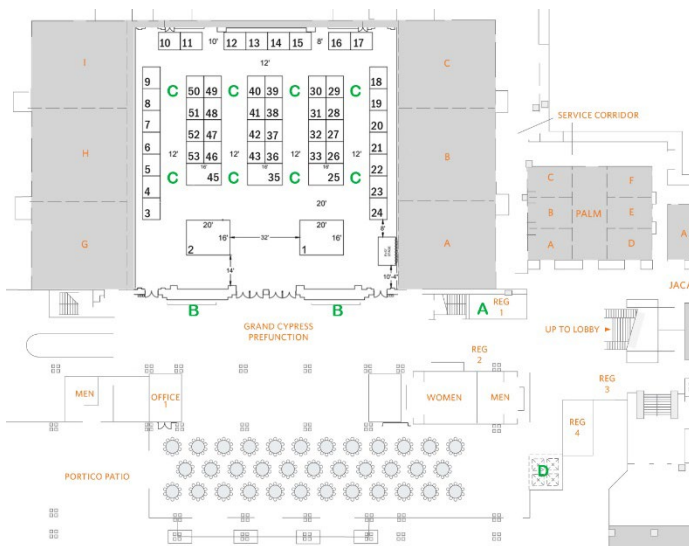 10 11 10' 12 13 14 15 8' 16 17
12'
I
C
9 18
C 50 49 C 40 39 C 30 29 C
8 19
51 48 41 38 31 28
7 20
52 47 42 37 32 27
H
B
6 21
12' 53 46 12' 43 36 12' 33 26 12'
5 22
C 45 C 35 C 25 C
4 23
20'
3 24
G
A
20' 20'
2 16' 32' 1 16'
8'
14'
10'-4"
B B
A REG
1
GRAND CYPRESS
PREFUNCTION
SERVICE CORRIDOR
C F
B PALM E
A D
A
JACA
UP TO LOBBY
REG
2
REG
3
REG
4
MEN
OFFICE
1
WOMEN
MEN
PORTICO PATIO
D